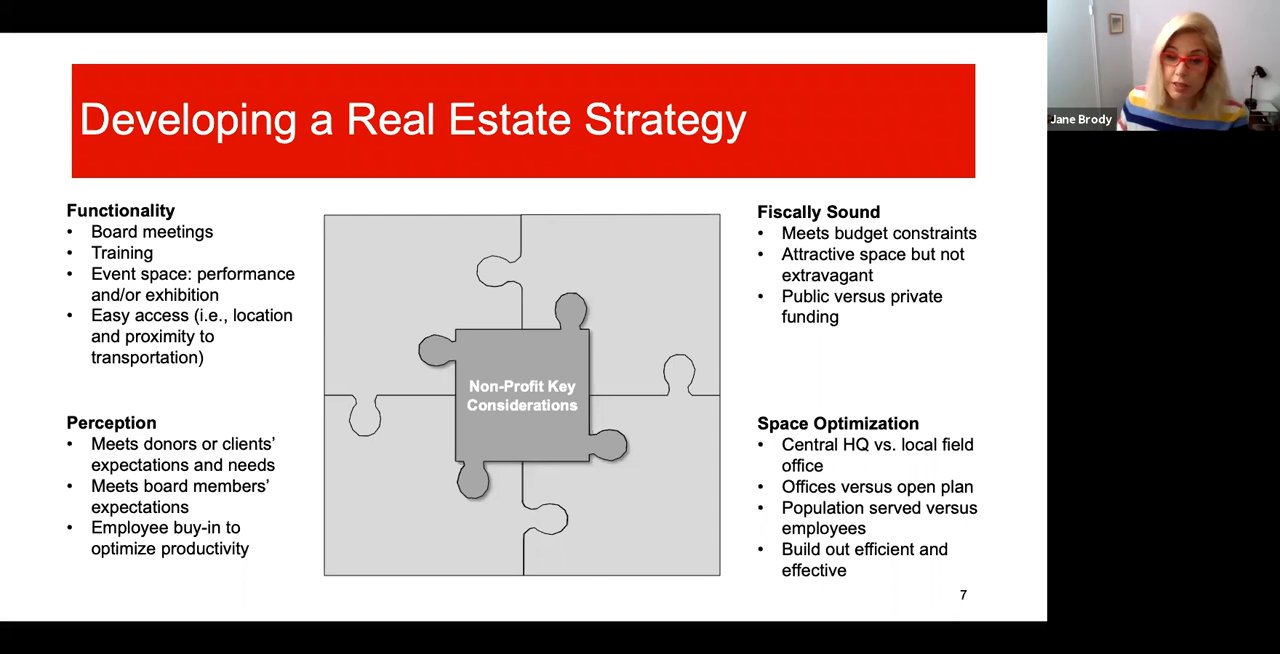 Developing a Real Estate Strategy
Jane Brody
Functionality
• Board meetings
• Training
• Event space: performance
and/or exhibition
• Easy access (i.e., location
and proximity to
transportation)
Perception
• Meets donors or clients’
expectations and needs
• Meets board members’
expectations
• Employee buy-in to
optimize productivity
Non-Profit Key
Considerations
Fiscally Sound
• Meets budget constraints
• Attractive space but not
extravagant
• Public versus private
funding
Space Optimization
• Central HQ vs. local field
office
• Offices versus open plan
• Population served versus
employees
• Build out efficient and
effective
7